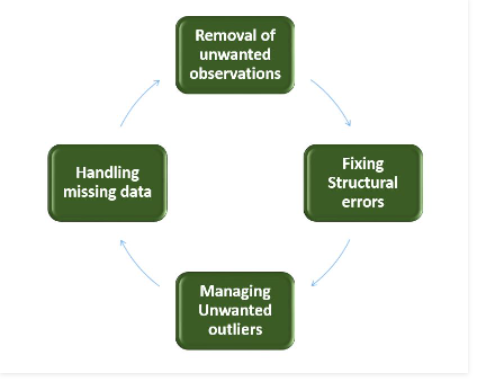 Removal of
unwanted
observations
Fixing
Structural
errors
Managing
Unwanted
outliers
Handling
missing data